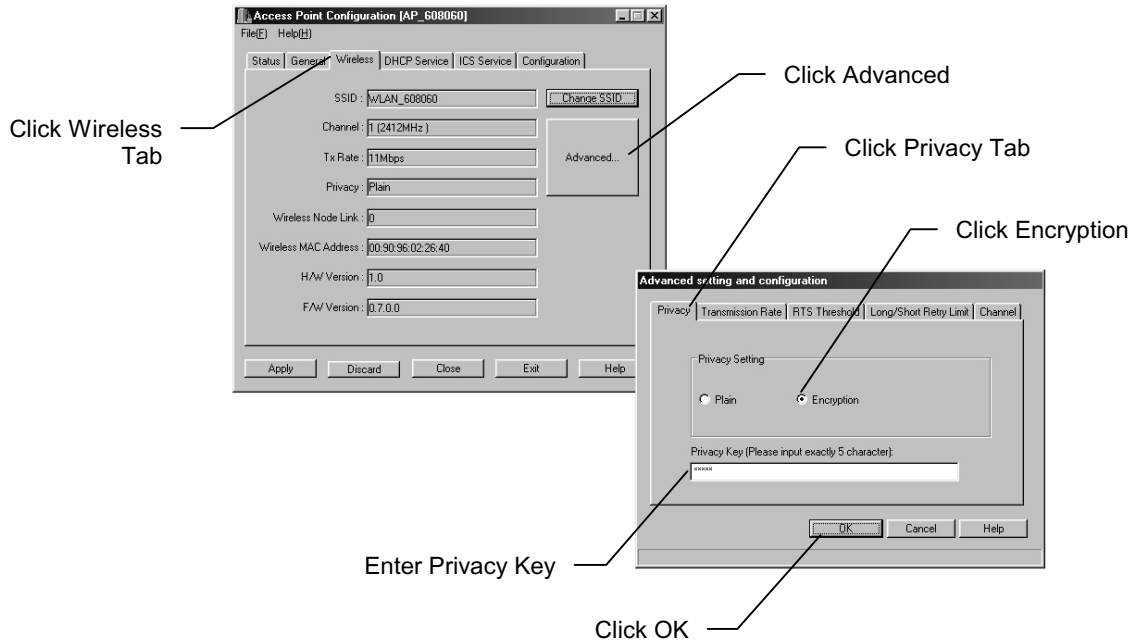 Access Point Configuration [AP_608060]
File(F) Help(H)
Status General Wireless DHCP Service ICS Service Configuration
SSID : WLAN_608060 Change SSID
Channel : 1 (2412MHz )
Tx Rate : 11Mbps Advanced...
Privacy : Plain
Wireless Node Link : 0
Wireless MAC Address : 00:90:96:02:26:40
H/W Version : 1.0
F/W Version : 0.7.0.0
Apply Discard Close Exit Help
Click Wireless
Tab
Click Advanced
Click Privacy Tab
Click Encryption
Advanced setting and configuration
Privacy Transmission Rate RTS Threshold Long/Short Retry Limit Channel
Privacy Setting
Plain Encryption
Privacy Key (Please input exactly 5 character):
*****
OK Cancel Help
Enter Privacy Key
Click OK